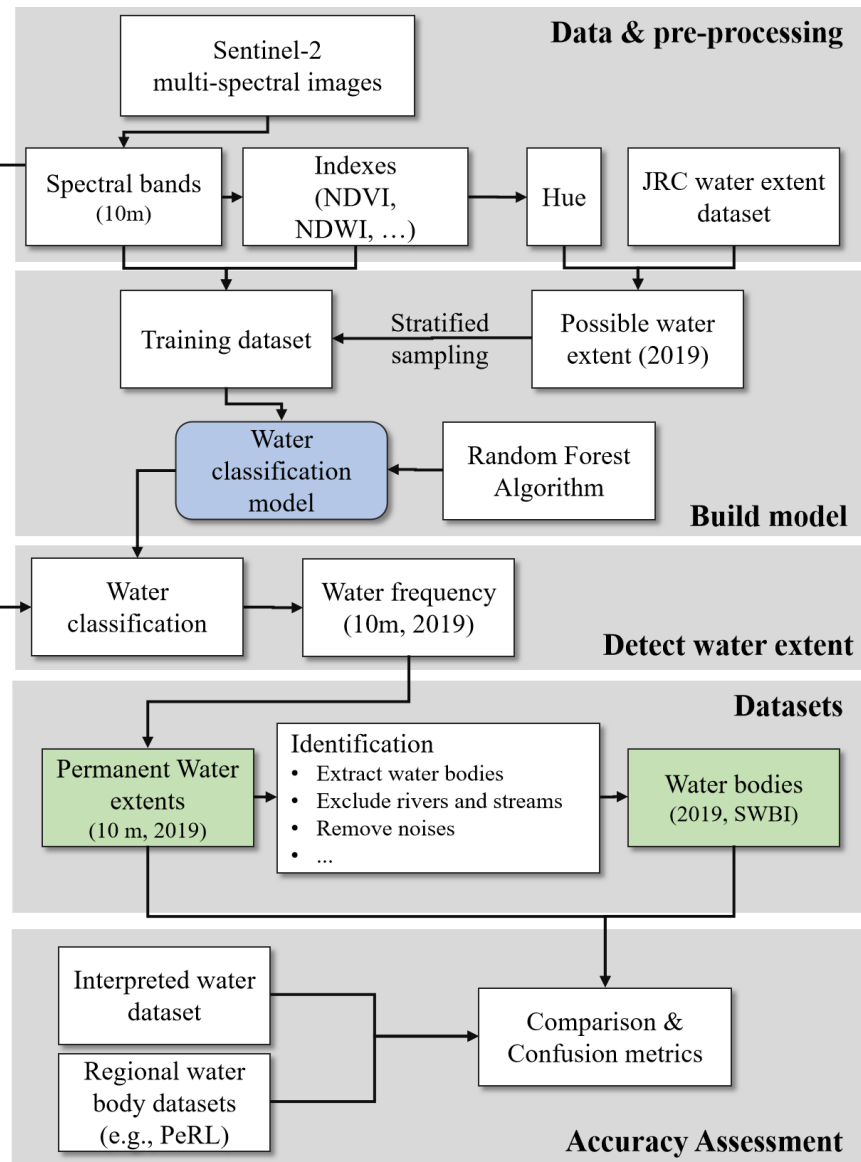 Data & pre-processing
Sentinel-2
multi-spectral images
Spectral bands
(10m)
Indexes
(NDVI,
NDWI, …)
Hue
JRC water extent
dataset
Training dataset
Stratified
sampling
Possible water
extent (2019)
Water
classification
model
Random Forest
Algorithm
Build model
Water
classification
Water frequency
(10m, 2019)
Detect water extent
Datasets
Permanent Water
extents
(10 m, 2019)
Identification
• Extract water bodies
• Exclude rivers and streams
• Remove noises
• ...
Water bodies
(2019, SWBI)
Interpreted water
dataset
Regional water
body datasets
(e.g., PeRL)
Comparison &
Confusion metrics
Accuracy Assessment